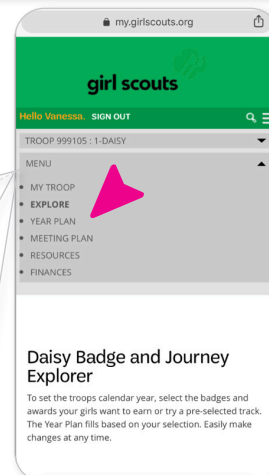 my.girlscouts.org
girl scouts
Hello Vanessa. SIGN OUT
TROOP 999105 : 1-DAISY
MENU
MY TROOP
EXPLORE
YEAR PLAN
MEETING PLAN
RESOURCES
FINANCES
Daisy Badge and Journey
Explorer
To set the troops calendar year, select the badges and
awards your girls want to earn or try a pre-selected track.
The Year Plan fills based on your selection. Easily make
changes at any time.